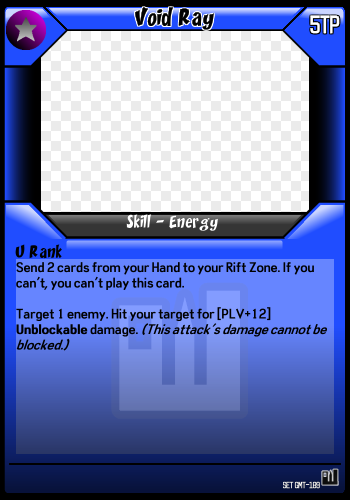 Void Ray
5TP
Skill - Energy
U Rank
Send 2 cards from your Hand to your Rift Zone. If you
can't, you can't play this card.
Target 1 enemy. Hit your target for [PLV+12]
Unblockable damage. (This attack's damage cannot be
blocked.)
SET GMT-189